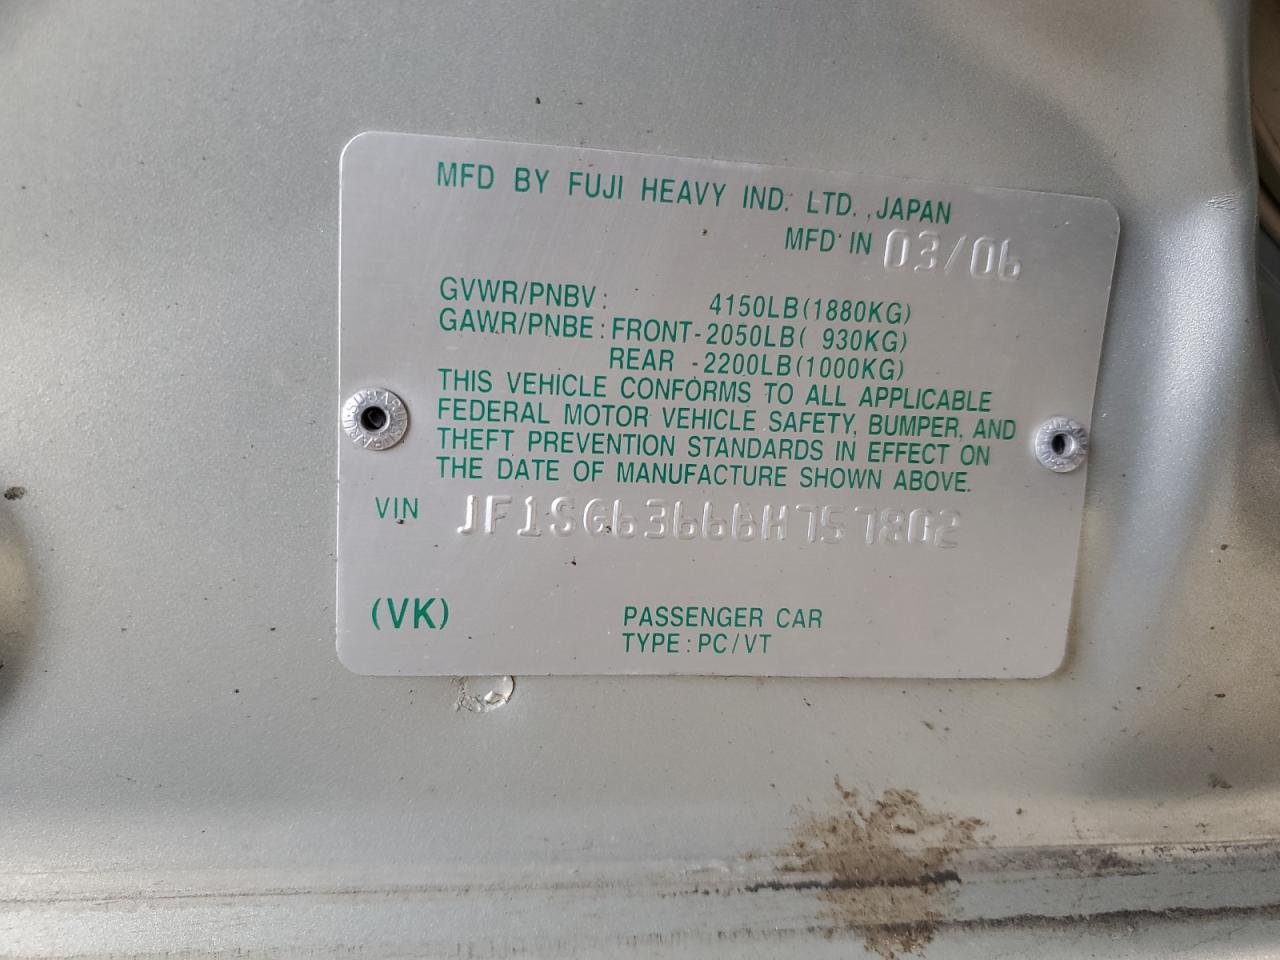 MFD BY FUJI HEAVY IND. LTD., JAPAN
MFD IN 03/06
GVWR/PNBV: 4150LB(1880KG)
GAWR/PNBE: FRONT-2050LB( 930KG)
REAR -2200LB(1000KG)
THIS VEHICLE CONFORMS TO ALL APPLICABLE
FEDERAL MOTOR VEHICLE SAFETY, BUMPER, AND
THEFT PREVENTION STANDARDS IN EFFECT ON
THE DATE OF MANUFACTURE SHOWN ABOVE.
VIN JF1SG63666H757802
(VK) PASSENGER CAR
TYPE: PC/VT